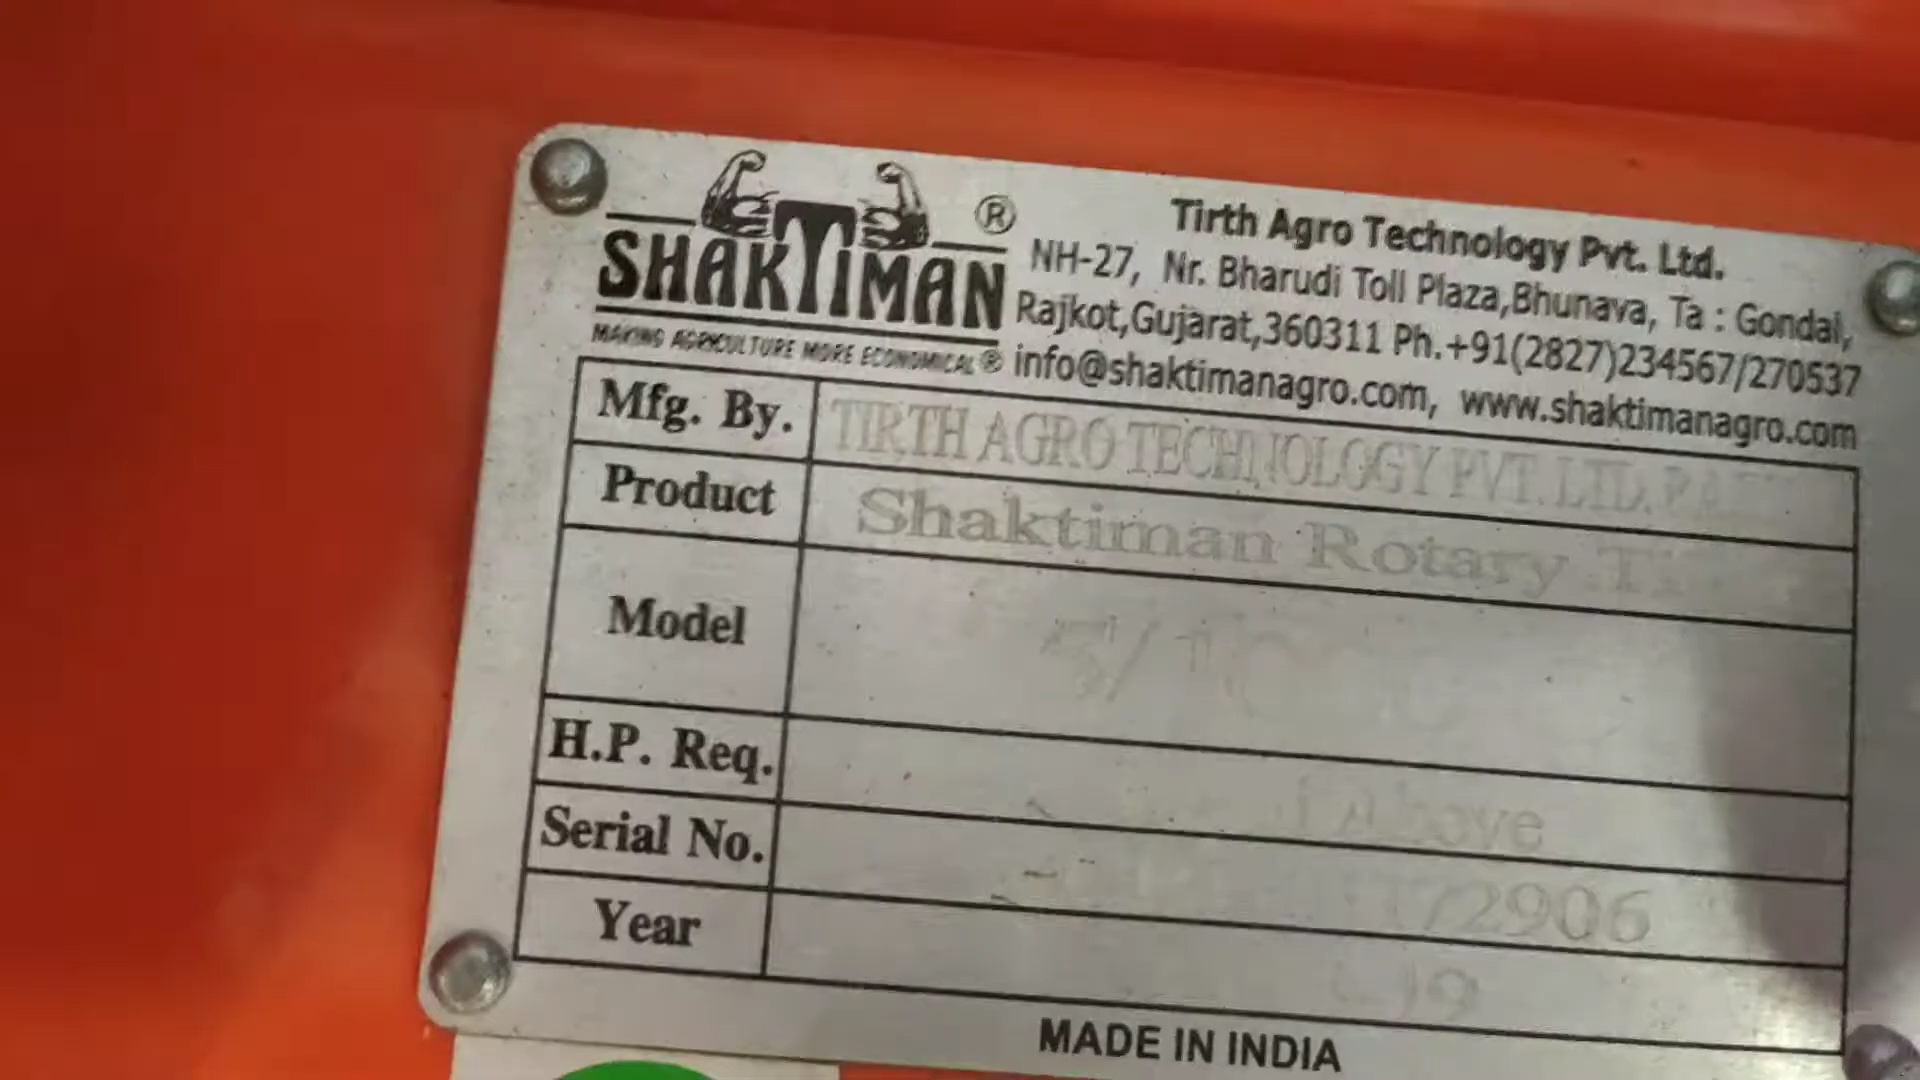 SHAKTIMAN ®
MAKING AGRICULTURE MORE ECONOMICAL ®
Tirth Agro Technology Pvt. Ltd.
NH-27, Nr. Bharudi Toll Plaza,Bhunava, Ta : Gondal,
Rajkot,Gujarat,360311 Ph.+91(2827)234567/270537
info@shaktimanagro.com, www.shaktimanagro.com
Mfg. By. TIRTH AGRO TECHNOLOGY PVT. LTD.
Product Shaktiman Rotary
Model
H.P. Req. Above
Serial No.
Year
MADE IN INDIA